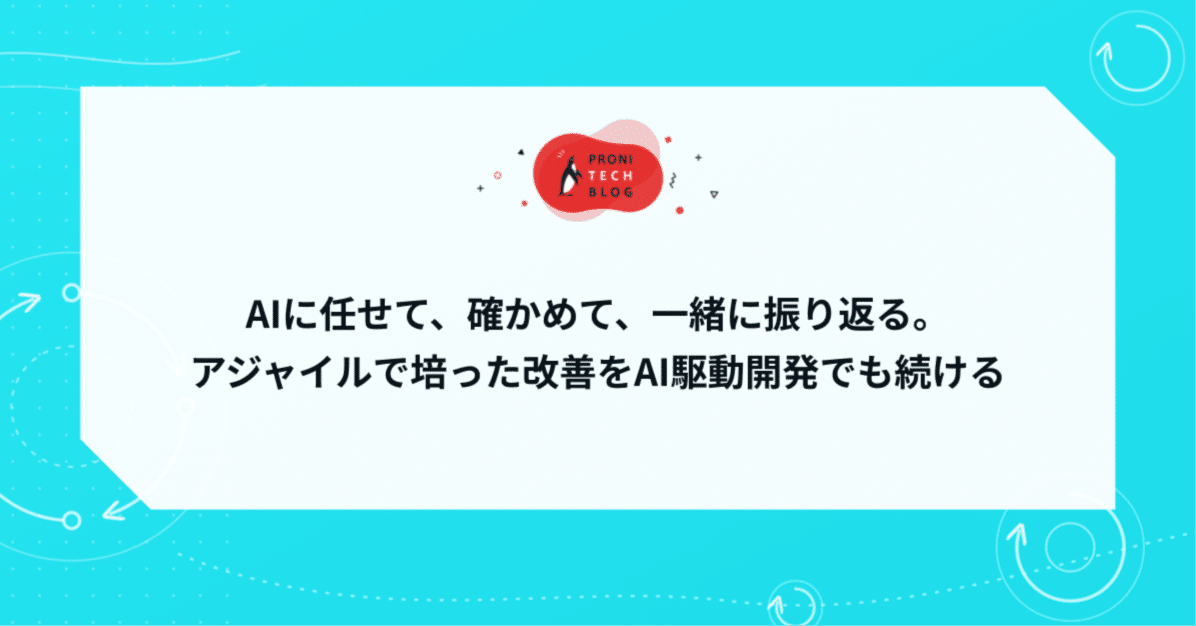 PRONI
TECH
BLOG
AIに任せて、確かめて、一緒に振り返る。
アジャイルで培った改善をAI駆動開発でも続ける